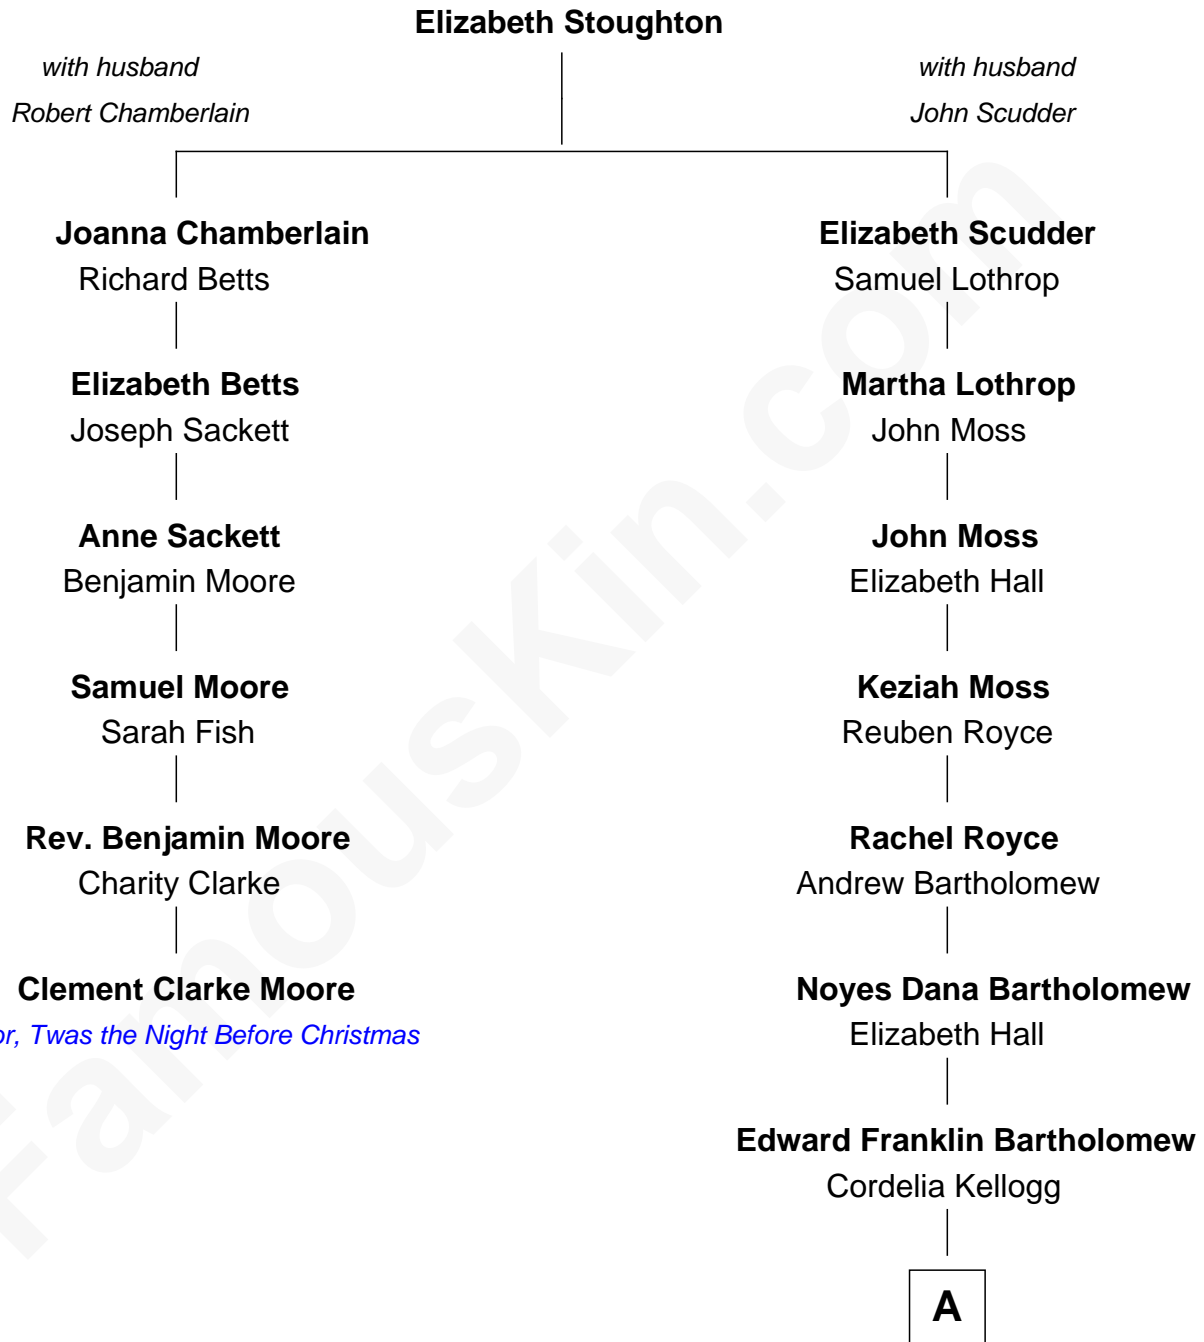 Elizabeth Stoughton
with husband
Robert Chamberlain
with husband
John Scudder
Joanna Chamberlain
Richard Betts
Elizabeth Betts
Joseph Sackett
Anne Sackett
Benjamin Moore
Samuel Moore
Sarah Fish
Rev. Benjamin Moore
Charity Clarke
Clement Clarke Moore
or, Twas the Night Before Christmas
Elizabeth Scudder
Samuel Lothrop
Martha Lothrop
John Moss
John Moss
Elizabeth Hall
Keziah Moss
Reuben Royce
Rachel Royce
Andrew Bartholomew
Noyes Dana Bartholomew
Elizabeth Hall
Edward Franklin Bartholomew
Cordelia Kellogg
A
FamousKin.com